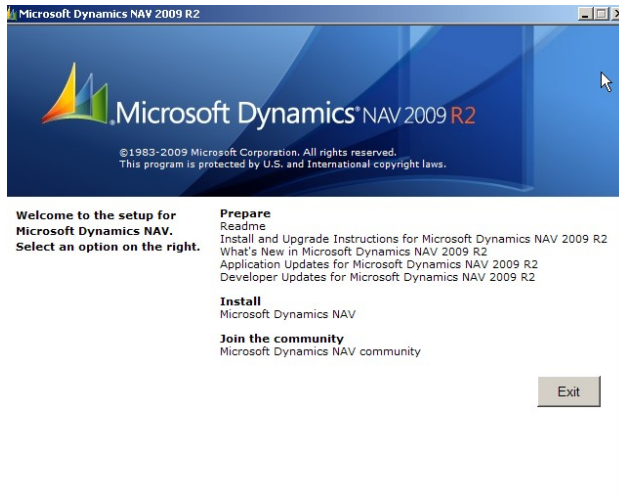 Microsoft Dynamics NAV 2009 R2
Microsoft Dynamics® NAV 2009 R2
©1983-2009 Microsoft Corporation. All rights reserved.
This program is protected by U.S. and International copyright laws.
Welcome to the setup for
Microsoft Dynamics NAV.
Select an option on the right.
Prepare
Readme
Install and Upgrade Instructions for Microsoft Dynamics NAV 2009 R2
What's New in Microsoft Dynamics NAV 2009 R2
Application Updates for Microsoft Dynamics NAV 2009 R2
Developer Updates for Microsoft Dynamics NAV 2009 R2
Install
Microsoft Dynamics NAV
Join the community
Microsoft Dynamics NAV community
Exit